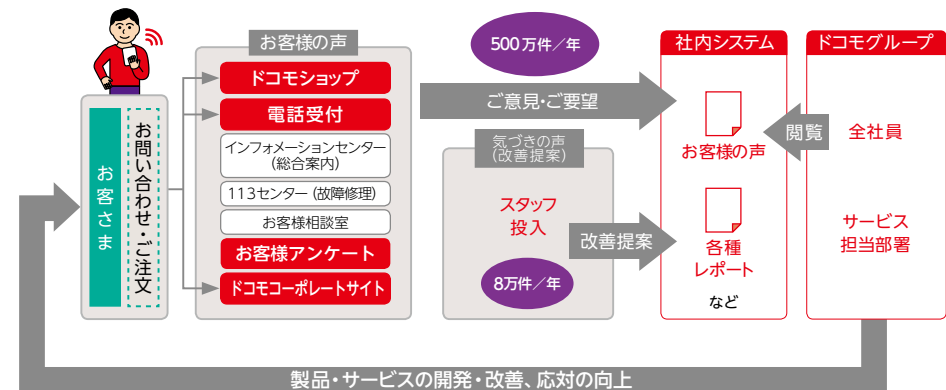 お客さま
お問い合わせ・ご注文
お客様の声
ドコモショップ
電話受付
インフォメーションセンター
(総合案内)
113センター(故障修理)
お客様相談室
お客様アンケート
ドコモコーポレートサイト
500万件／年
ご意見・ご要望
気づきの声
(改善提案)
スタッフ
投入
8万件／年
改善提案
社内システム
お客様の声
各種
レポート
など
閲覧
ドコモグループ
全社員
サービス
担当部署
製品・サービスの開発・改善、応対の向上